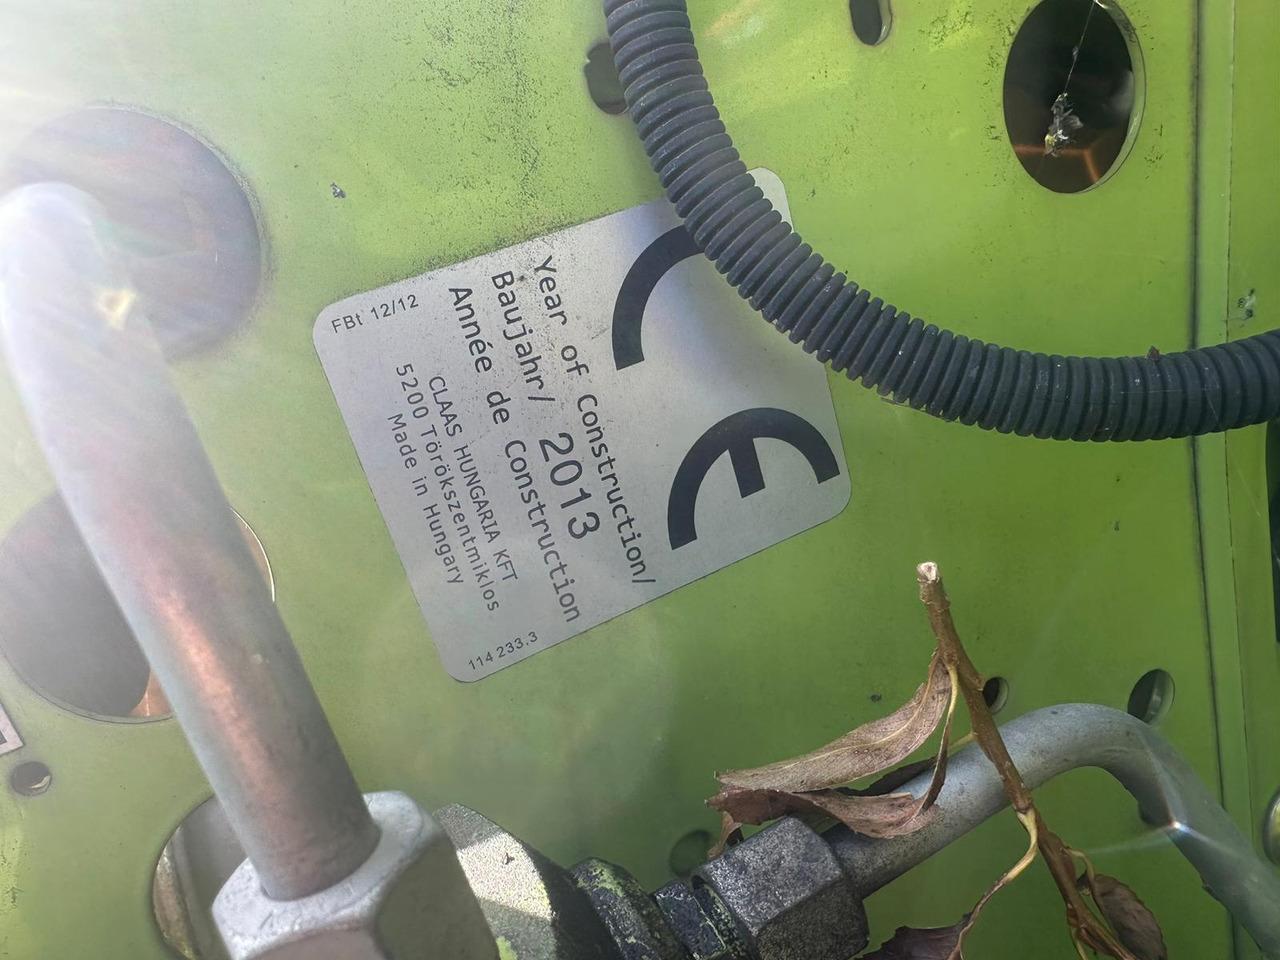 CE
Year of Construction/
Baujahr/ 2013
Année de Construction
CLAAS HUNGARIA KFT
5200 Törökszentmiklos
Made in Hungary
FBt 12/12
114 233.3